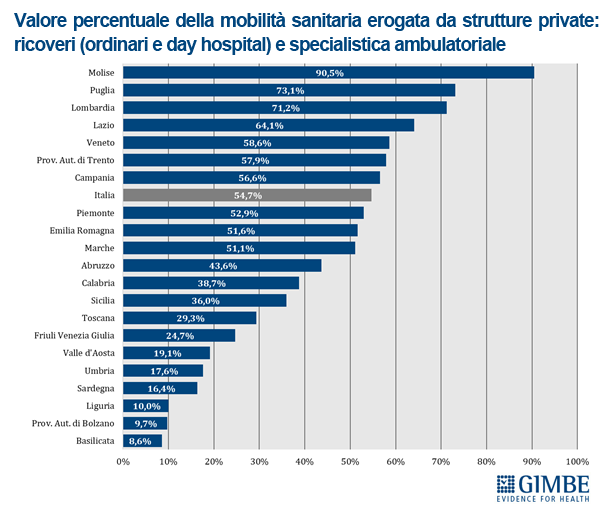 Valore percentuale della mobilità sanitaria erogata da strutture private:
ricoveri (ordinari e day hospital) e specialistica ambulatoriale
Molise 90,5%
Puglia 73,1%
Lombardia 71,2%
Lazio 64,1%
Veneto 58,6%
Prov. Aut. di Trento 57,9%
Campania 56,6%
Italia 54,7%
Piemonte 52,9%
Emilia Romagna 51,6%
Marche 51,1%
Abruzzo 43,6%
Calabria 38,7%
Sicilia 36,0%
Toscana 29,3%
Friuli Venezia Giulia 24,7%
Valle d'Aosta 19,1%
Umbria 17,6%
Sardegna 16,4%
Liguria 10,0%
Prov. Aut. di Bolzano 9,7%
Basilicata 8,6%
0% 10% 20% 30% 40% 50% 60% 70% 80% 90% 100%
GIMBE
EVIDENCE FOR HEALTH